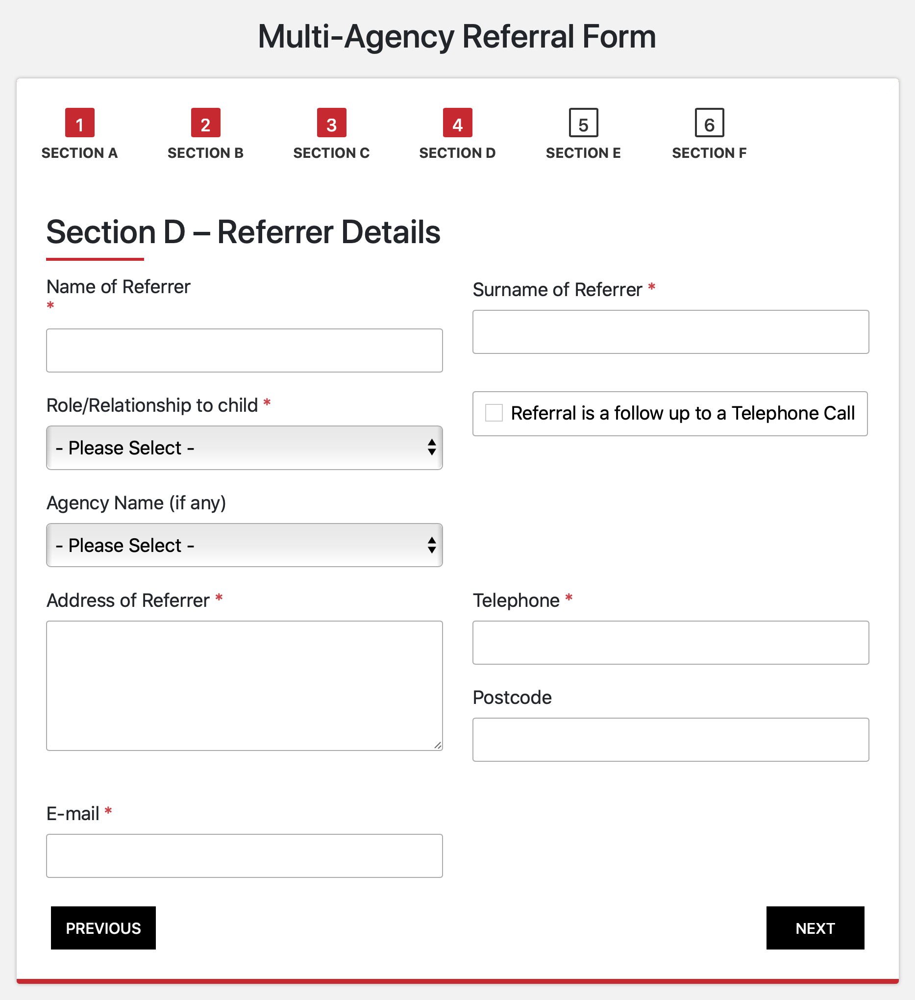 Multi-Agency Referral Form
1
2
3
4
5
6
SECTION A
SECTION B
SECTION C
SECTION D
SECTION E
SECTION F
Section D – Referrer Details
Name of Referrer
*
Surname of Referrer *
Role/Relationship to child *
- Please Select -
Referral is a follow up to a Telephone Call
Agency Name (if any)
- Please Select -
Address of Referrer *
Telephone *
Postcode
E-mail *
PREVIOUS
NEXT